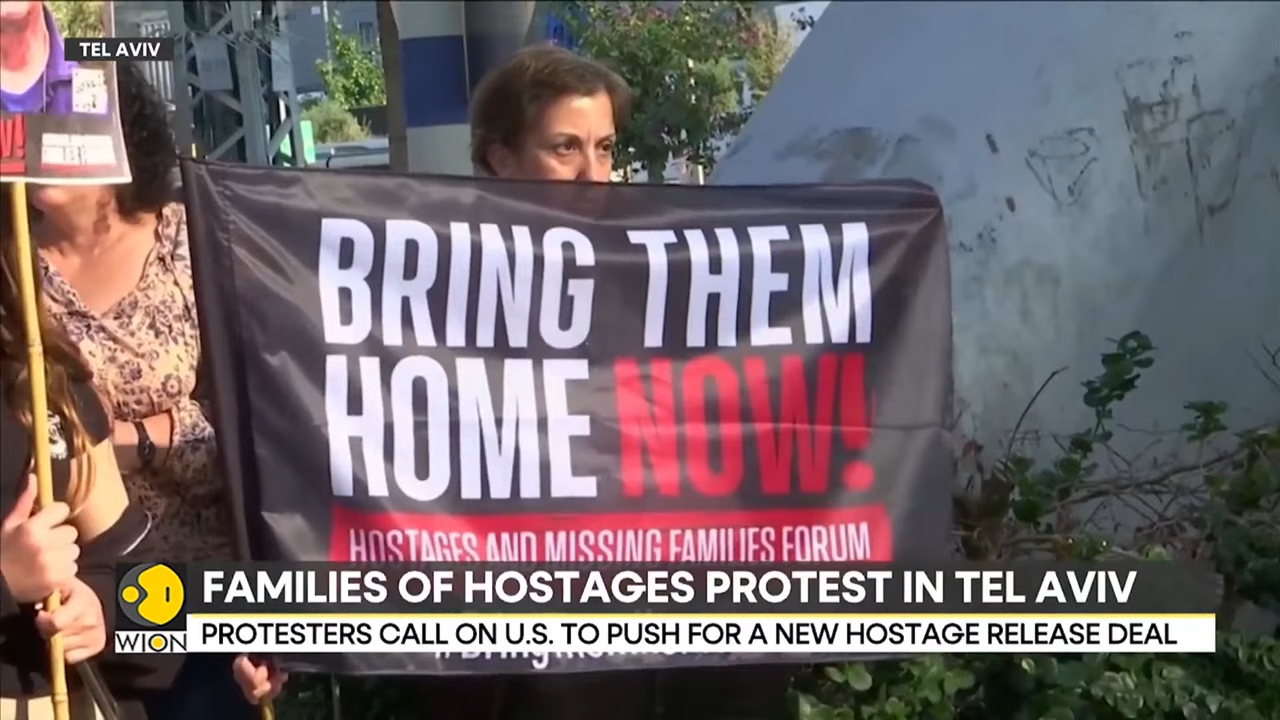 TEL AVIV
BRING THEM
HOME NOW!
HOSTAGES AND MISSING FAMILIES FORUM
FAMILIES OF HOSTAGES PROTEST IN TEL AVIV
WION
PROTESTERS CALL ON U.S. TO PUSH FOR A NEW HOSTAGE RELEASE DEAL